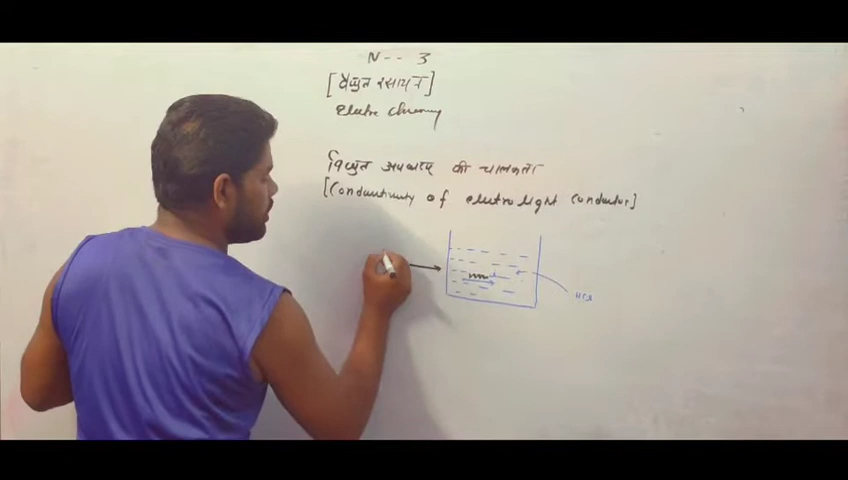 N-- 3
[वैद्युत रसायन]
Electro chemistry
विद्युत अपघट्य की चालकता
[Conductivity of electrolight conductor]
HCl